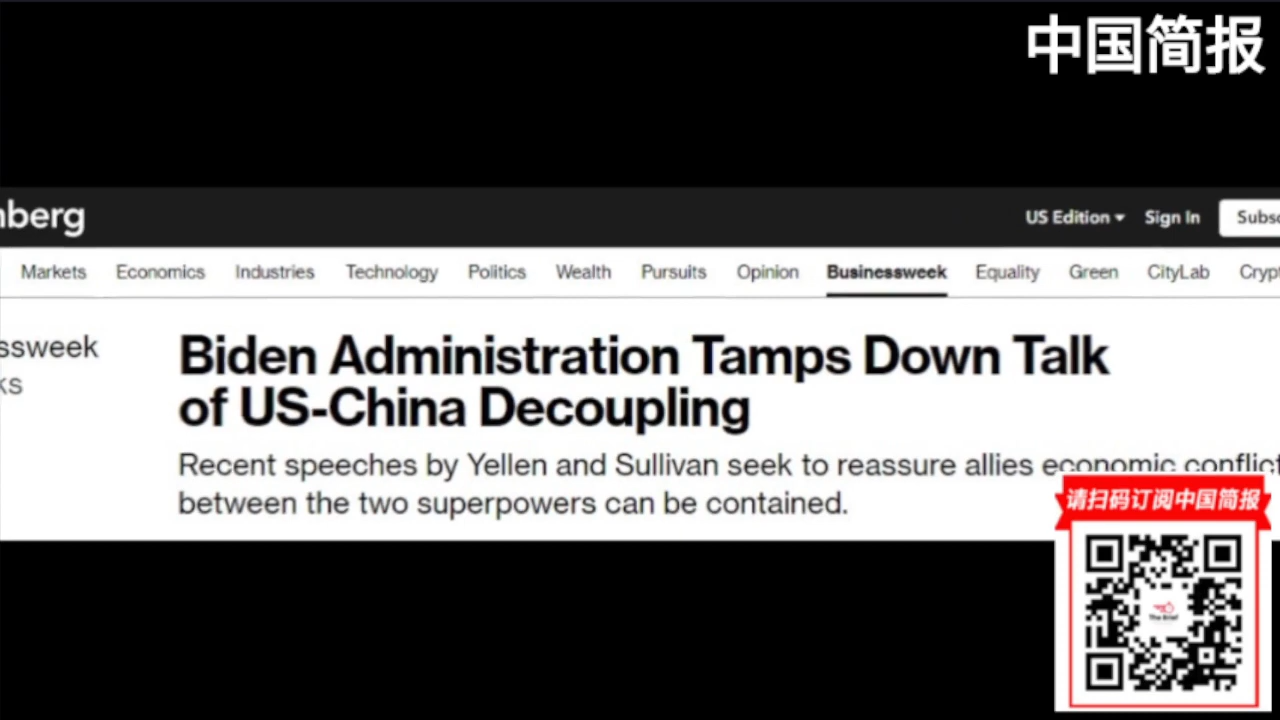 中国简报
nberg
US Edition Sign In Subsc
Markets Economics Industries Technology Politics Wealth Pursuits Opinion Businessweek Equality Green CityLab Crypt
ssweek
ks
Biden Administration Tamps Down Talk
of US-China Decoupling
Recent speeches by Yellen and Sullivan seek to reassure allies economic conflict
between the two superpowers can be contained.
请扫码订阅中国简报
The Brief